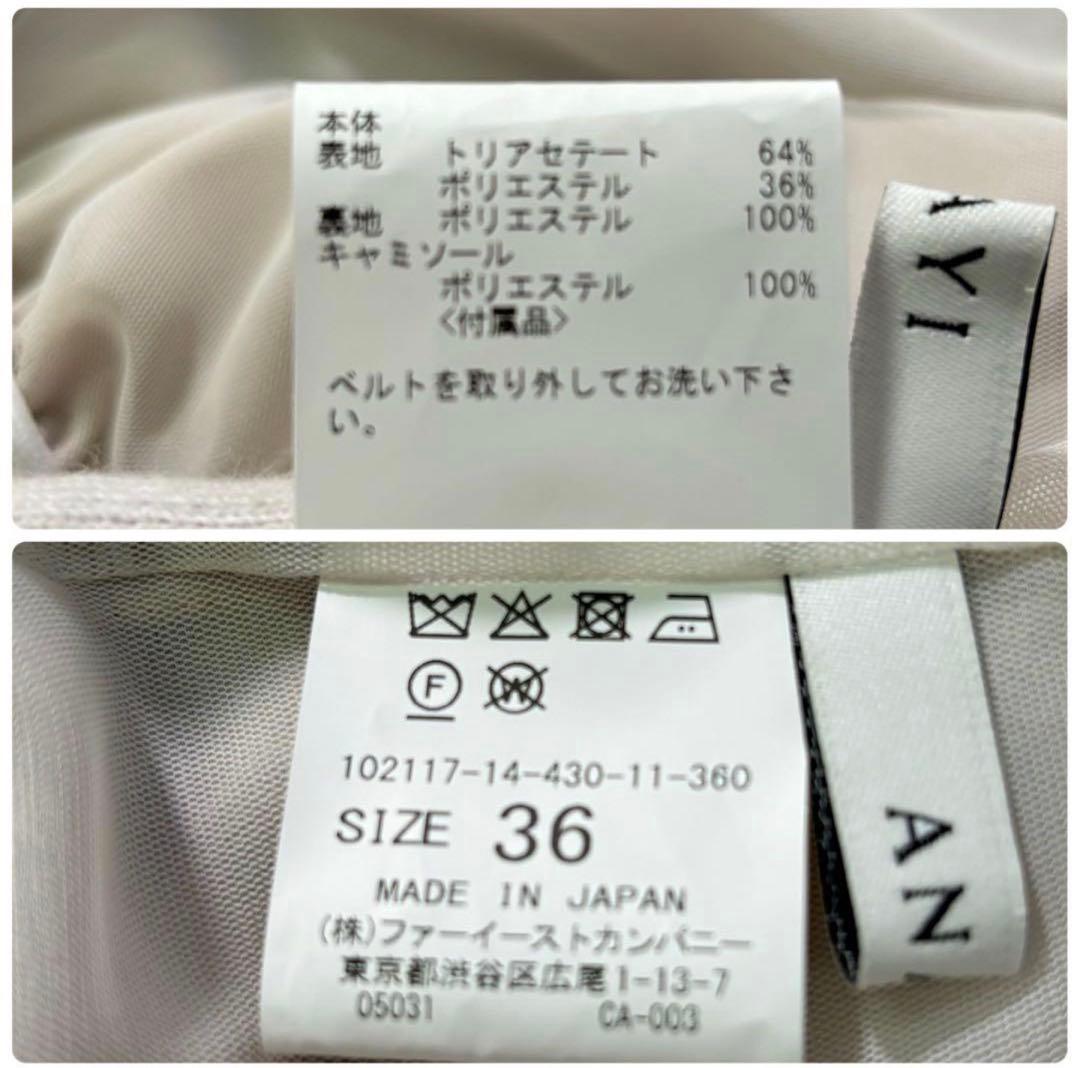 本体
表地 トリアセテート 64%
ポリエステル 36%
裏地 ポリエステル 100%
キャミソール
ポリエステル 100%
<付属品>
ベルトを取り外してお洗い下さ
い。
AYI
F W
102117-14-430-11-360
SIZE 36
MADE IN JAPAN
(株)ファーイーストカンパニー
東京都渋谷区広尾1-13-7
05031 CA-003
AN